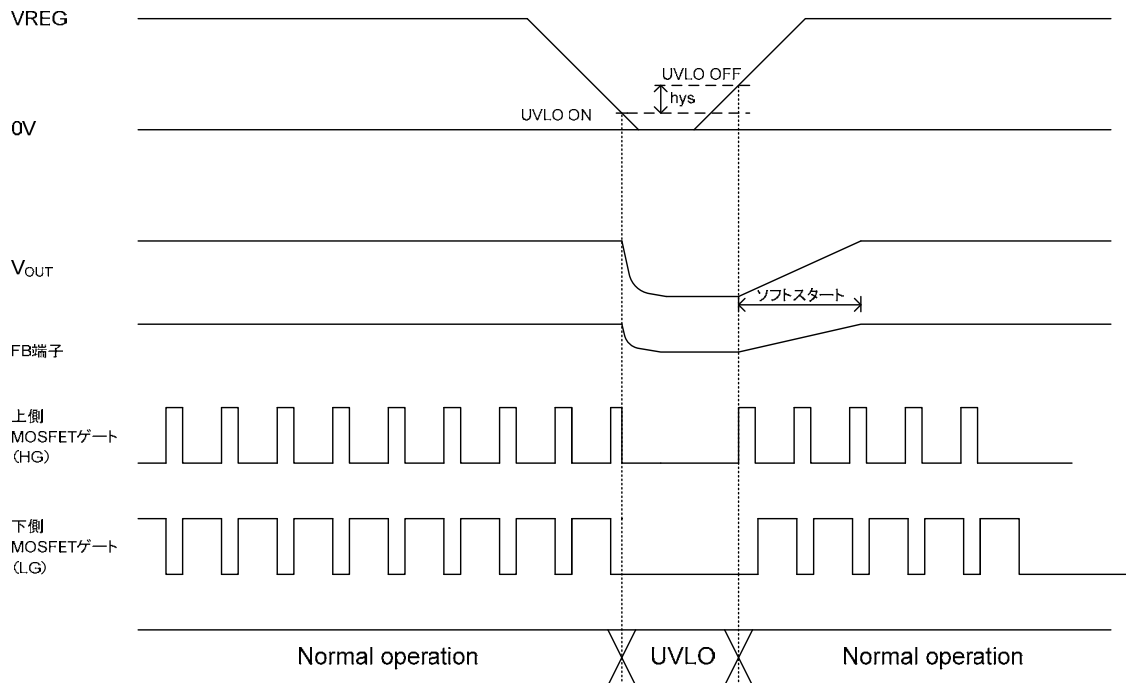 VREG
UVLO OFF
hys
UVLO ON
0V
VOUT
ソフトスタート
FB端子
上側
MOSFETゲート
(HG)
下側
MOSFETゲート
(LG)
Normal operation
UVLO
Normal operation